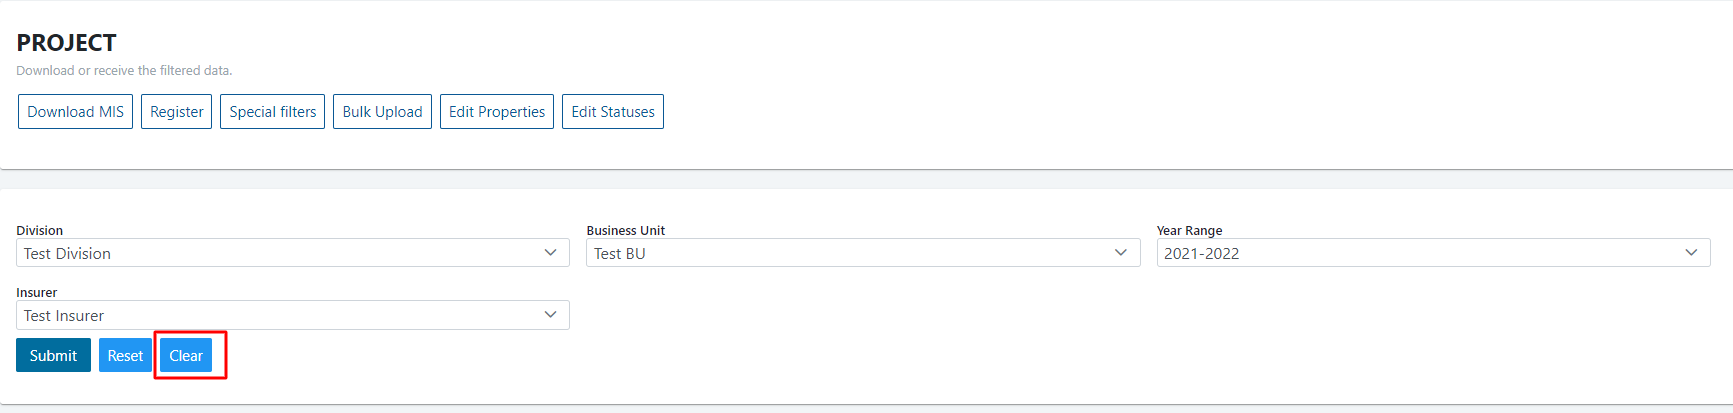 PROJECT
Download or receive the filtered data.
Download MIS Register Special filters Bulk Upload Edit Properties Edit Statuses
Division Business Unit Year Range
Test Division Test BU 2021-2022
Insurer
Test Insurer
Submit Reset Clear